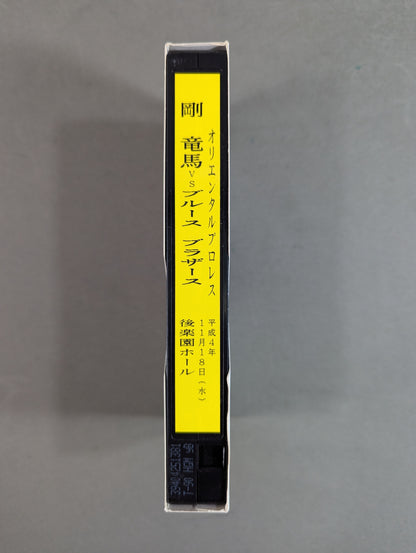 オリエンタルプロレス
剛 竜馬VSブルース ブラザース
平成4年
11月18日(水)
後楽園ホール